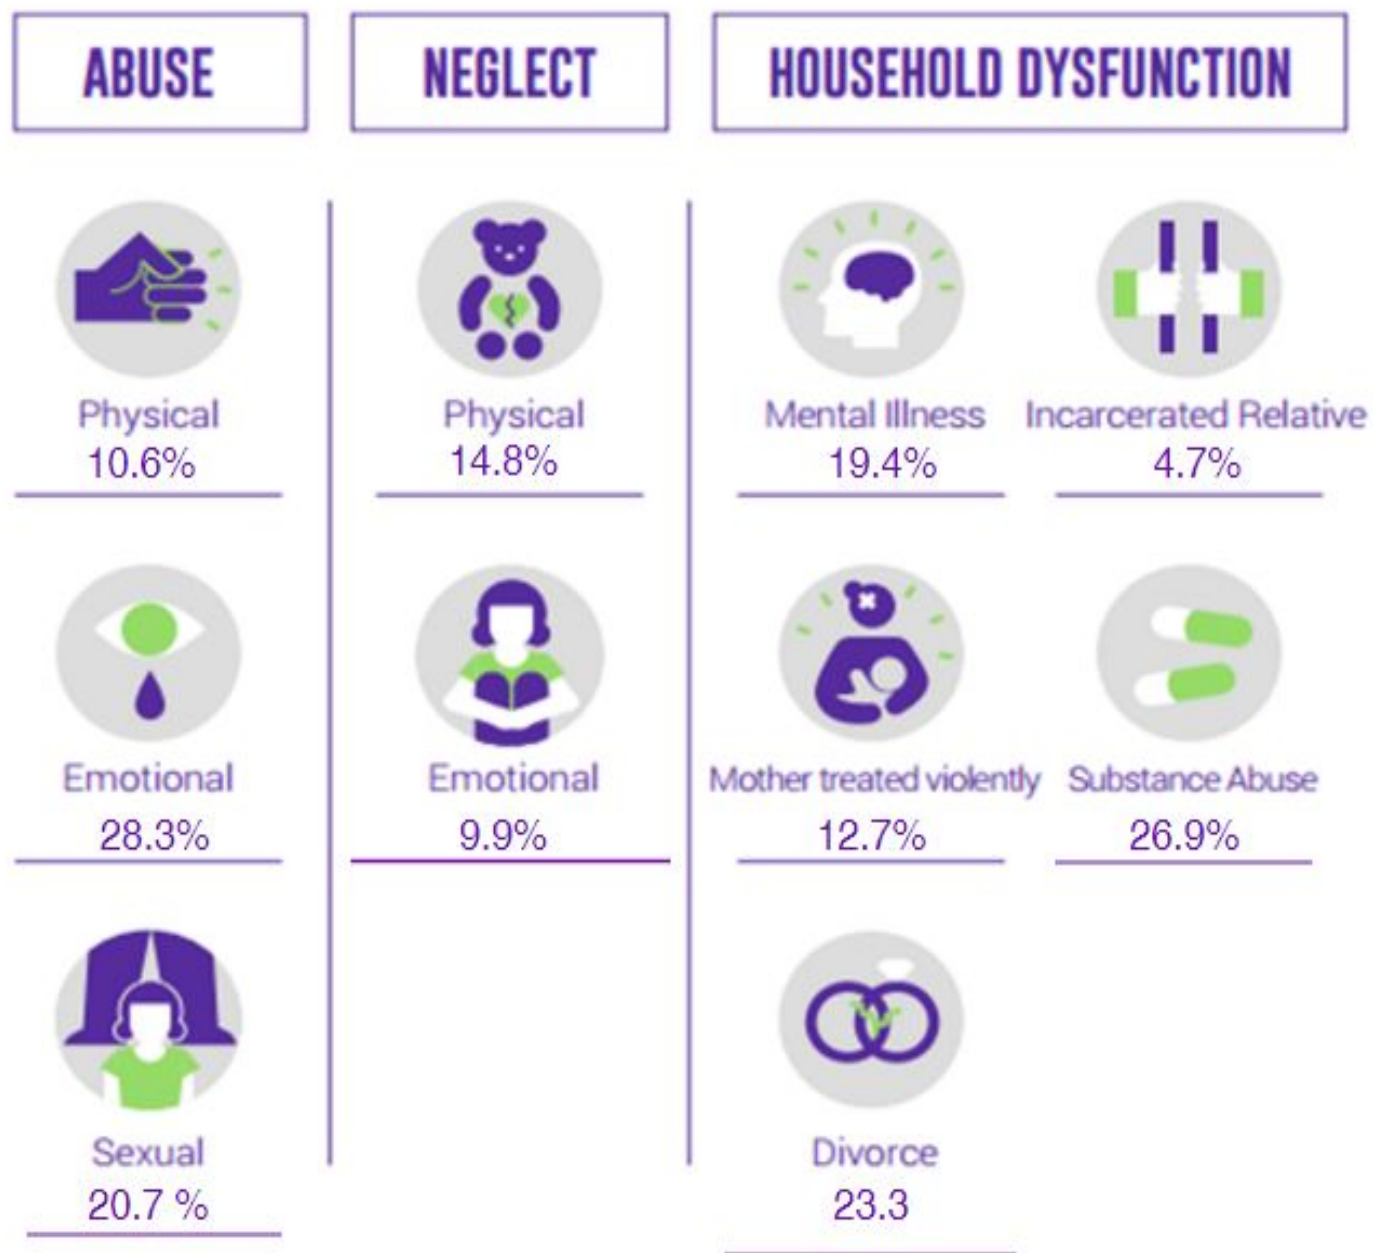 ABUSE
Physical
10.6%
Emotional
28.3%
Sexual
20.7 %
NEGLECT
Physical
14.8%
Emotional
9.9%
HOUSEHOLD DYSFUNCTION
Mental Illness
19.4%
Incarcerated Relative
4.7%
Mother treated violently
12.7%
Substance Abuse
26.9%
Divorce
23.3